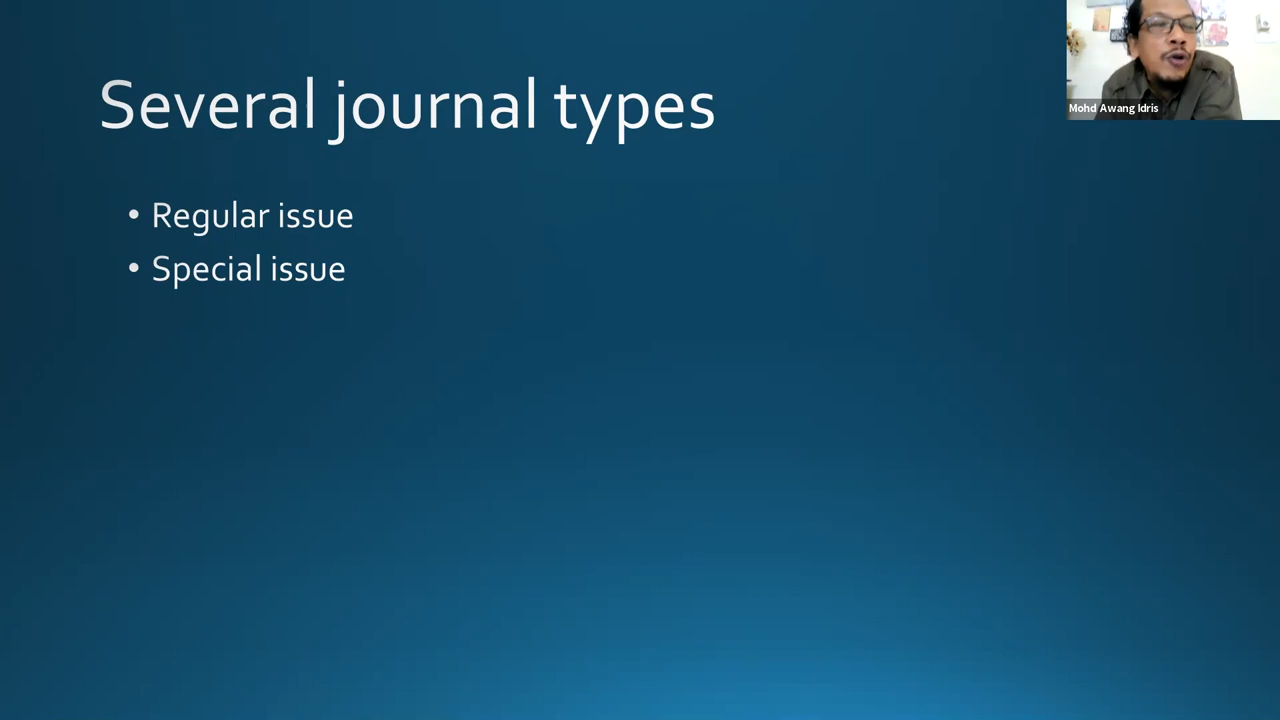 Several journal types
• Regular issue
• Special issue
Mohd Awang Idris